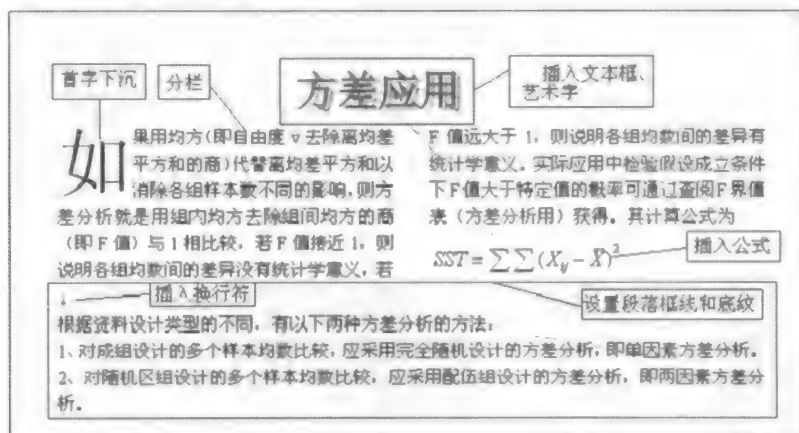 首字下沉
分栏
方差应用
插入文本框、
艺术字
如
果用均方(即自由度 v 去除离均差
平方和的商)代替离均差平方和以
消除各组样本数不同的影响,则方
差分析就是用组内均方去除组间均方的商
(即 F 值)与 1 相比较,若 F 值接近 1,则
说明各组均数间的差异没有统计学意义,若
F 值远大于 1,则说明各组均数间的差异有
统计学意义。实际应用中检验假设成立条件
下 F 值大于特定值的概率可通过查阅 F 界值
表(方差分析用)获得。其计算公式为
SST = ∑∑(Xij − X̄)²
插入公式
↓
插入换行符
设置段落框线和底纹
根据资料设计类型的不同,有以下两种方差分析的方法:
1、对成组设计的多个样本均数比较,应采用完全随机设计的方差分析,即单因素方差分析。
2、对随机区组设计的多个样本均数比较,应采用配伍组设计的方差分析,即两因素方差分
析。